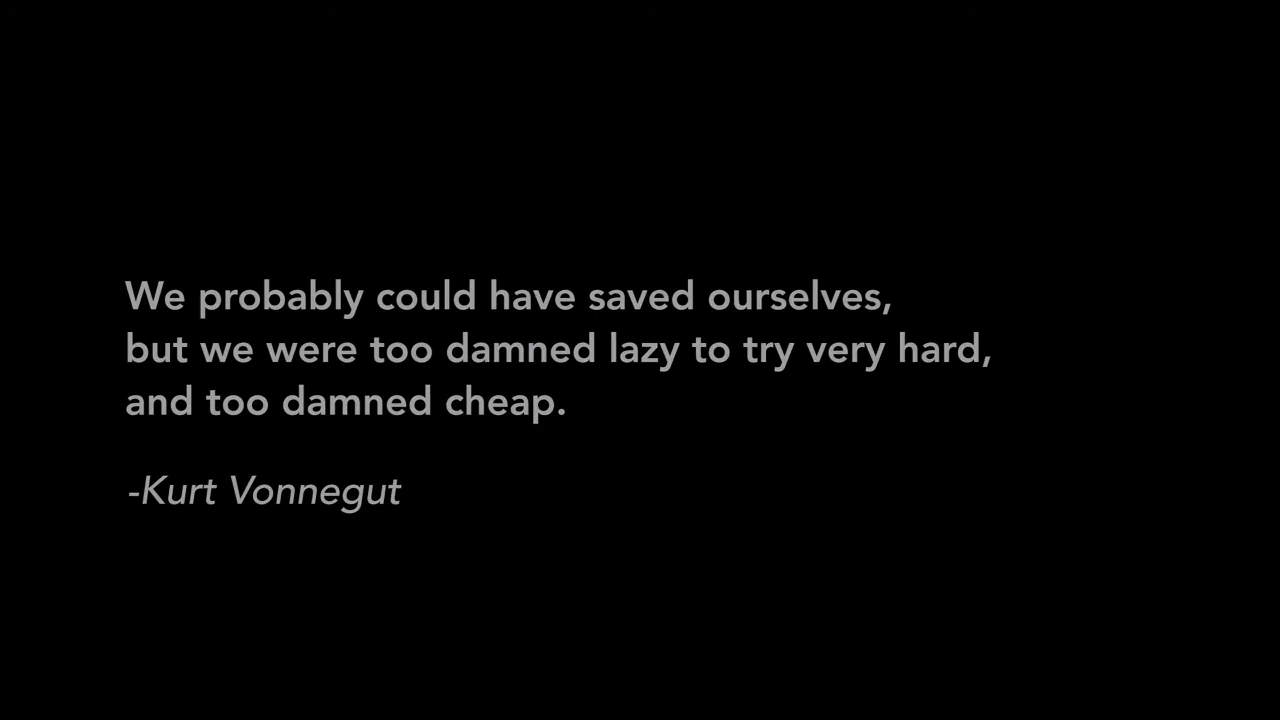 We probably could have saved ourselves,
but we were too damned lazy to try very hard,
and too damned cheap.
-Kurt Vonnegut